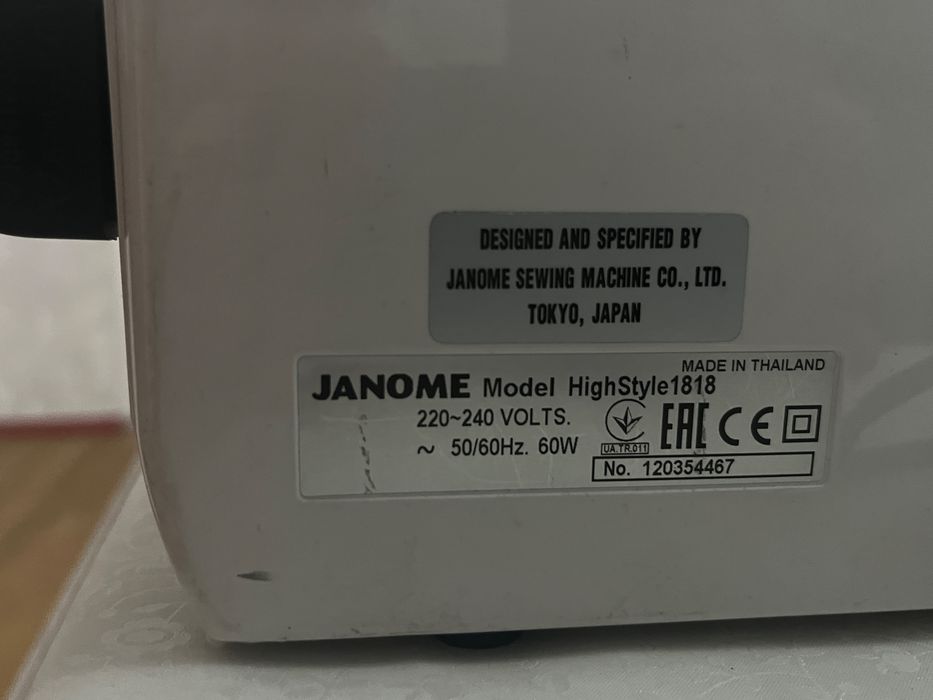 DESIGNED AND SPECIFIED BY
JANOME SEWING MACHINE CO., LTD.
TOKYO, JAPAN
MADE IN THAILAND
JANOME Model HighStyle1818
220~240 VOLTS.
~ 50/60Hz. 60W
UA.TR.011
EAC CE
No. 120354467